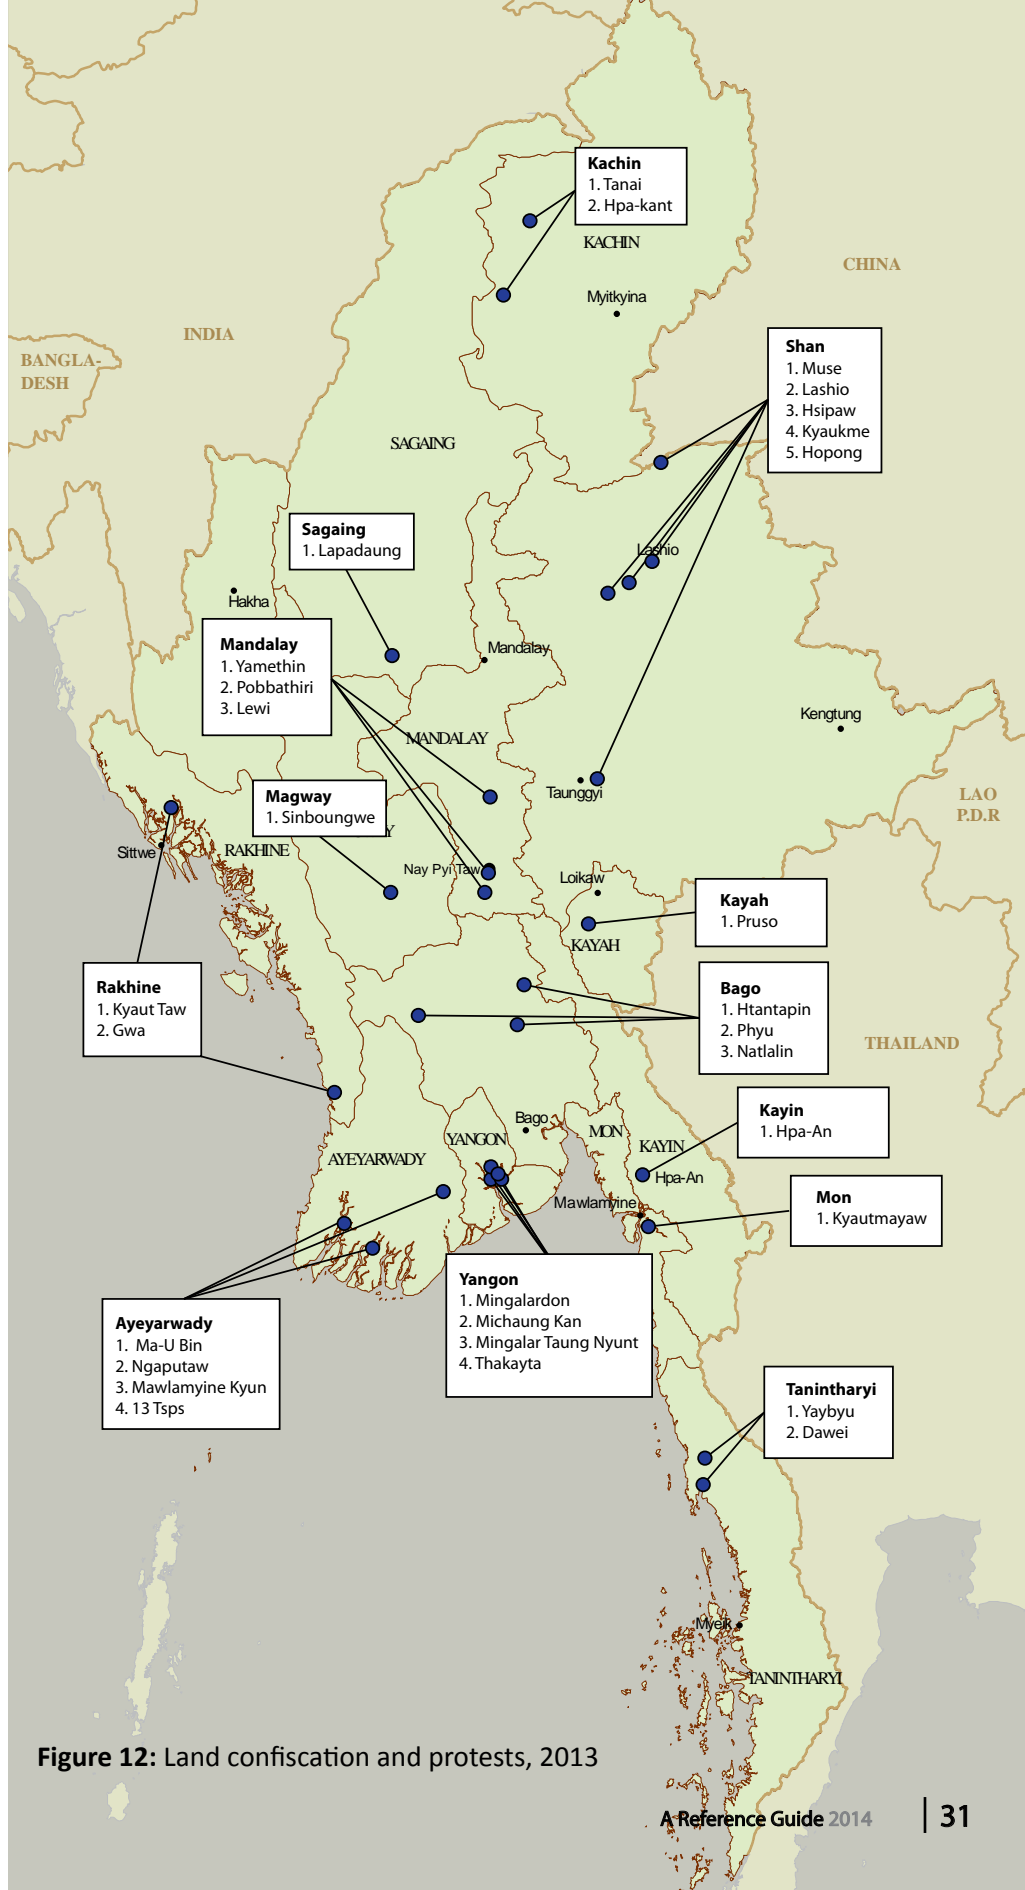 Kachin
1. Tanai
2. Hpa-kant
KACHIN
CHINA
Myitkyina
INDIA
BANGLA-
DESH
Shan
1. Muse
2. Lashio
3. Hsipaw
4. Kyaukme
5. Hopong
SAGAING
Sagaing
1. Lapadaung
Lashio
Hakha
Mandalay
1. Yamethin
2. Pobbathiri
3. Lewi
Mandalay
Kengtung
MANDALAY
Taunggyi
Magway
1. Sinboungwe
Y
LAO
P.D.R
Sittwe
RAKHINE
Nay Pyi Taw
Loikaw
Kayah
1. Pruso
KAYAH
Rakhine
1. Kyaut Taw
2. Gwa
Bago
1. Htantapin
2. Phyu
3. Natlalin
THAILAND
Kayin
1. Hpa-An
Bago
YANGON
MON
KAYIN
AYEYARWADY
Hpa-An
Mawlamyine
Mon
1. Kyautmayaw
Yangon
1. Mingalardon
2. Michaung Kan
3. Mingalar Taung Nyunt
4. Thakayta
Ayeyarwady
1. Ma-U Bin
2. Ngaputaw
3. Mawlamyine Kyun
4. 13 Tsps
Tanintharyi
1. Yaybyu
2. Dawei
Myeik
TANINTHARYI
Figure 12: Land confiscation and protests, 2013
A Reference Guide 2014 | 31